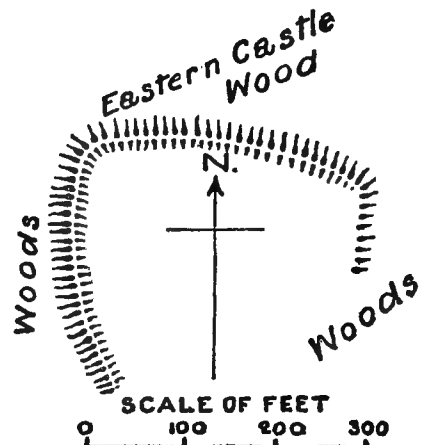 Eastern Castle
Wood
N.
Woods
Woods
SCALE OF FEET
0 100 200 300